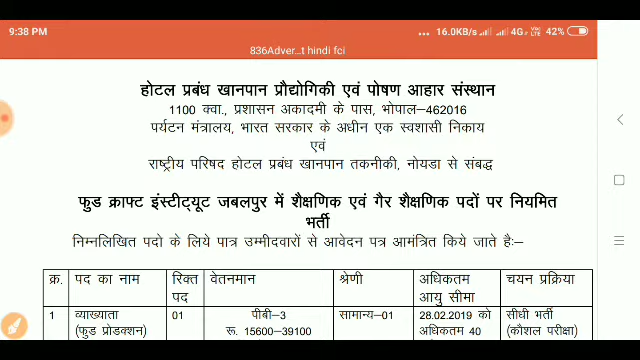 9:38 PM ... 16.0KB/s 4G VoLTE 42%
836Adver...t hindi fci
होटल प्रबंध खानपान प्रौद्योगिकी एवं पोषण आहार संस्थान
1100 क्वा., प्रशासन अकादमी के पास, भोपाल–462016
पर्यटन मंत्रालय, भारत सरकार के अधीन एक स्वशासी निकाय
एवं
राष्ट्रीय परिषद होटल प्रबंध खानपान तकनीकी, नोयडा से संबद्ध
फुड क्राफ्ट इंस्टीट्यूट जबलपुर में शैक्षणिक एवं गैर शैक्षणिक पदों पर नियमित
भर्ती
निम्नलिखित पदो के लिये पात्र उम्मीदवारों से आवेदन पत्र आमंत्रित किये जाते है:–
क्र. पद का नाम रिक्त पद वेतनमान श्रेणी अधिकतम आयु सीमा चयन प्रक्रिया
1 व्याख्याता 01 पीबी–3 सामान्य–01 28.02.2019 को सीधी भर्ती
(फुड प्रोडक्शन) रू. 15600–39100 अधिकतम 40 (कौशल परीक्षा)